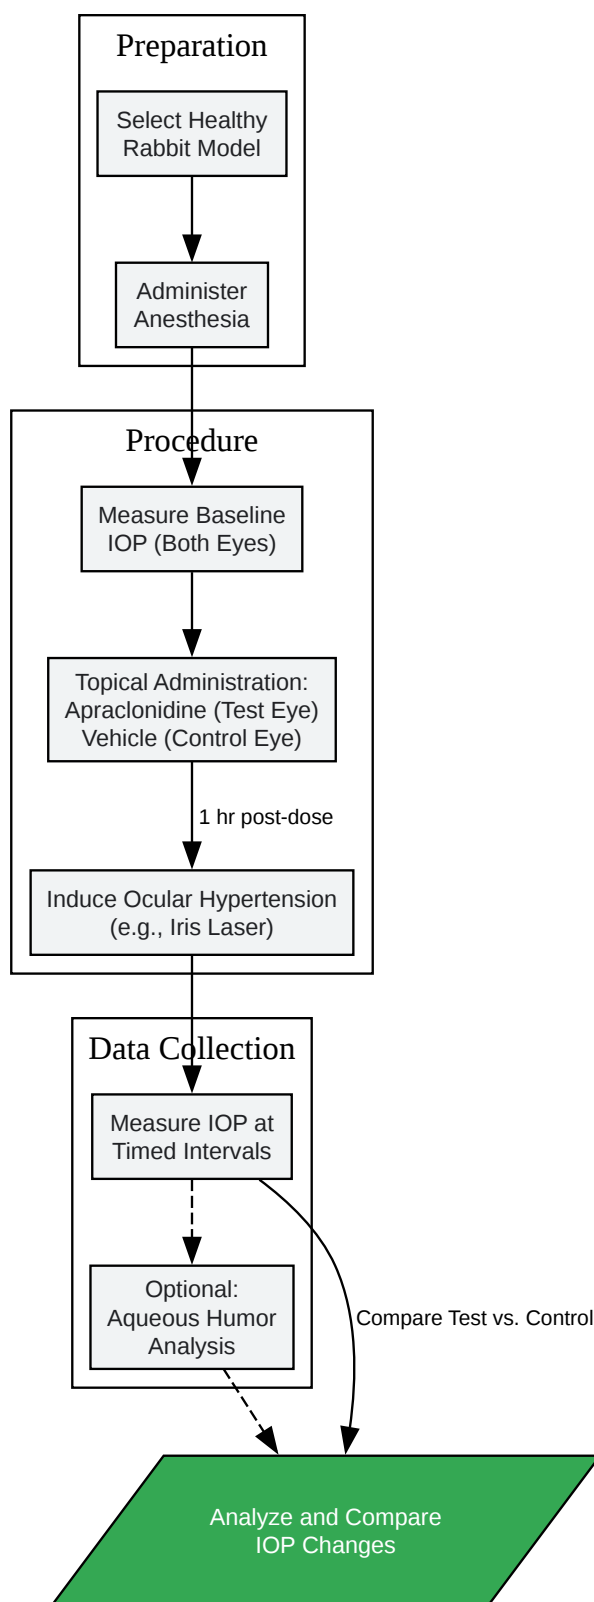 Preparation
Select Healthy
Rabbit Model
Administer
Anesthesia
Procedure
Measure Baseline
IOP (Both Eyes)
Topical Administration:
Apraclonidine (Test Eye)
Vehicle (Control Eye)
1 hr post-dose
Induce Ocular Hypertension
(e.g., Iris Laser)
Data Collection
Measure IOP at
Timed Intervals
Optional:
Aqueous Humor
Analysis
Compare Test vs. Control
Analyze and Compare
IOP Changes